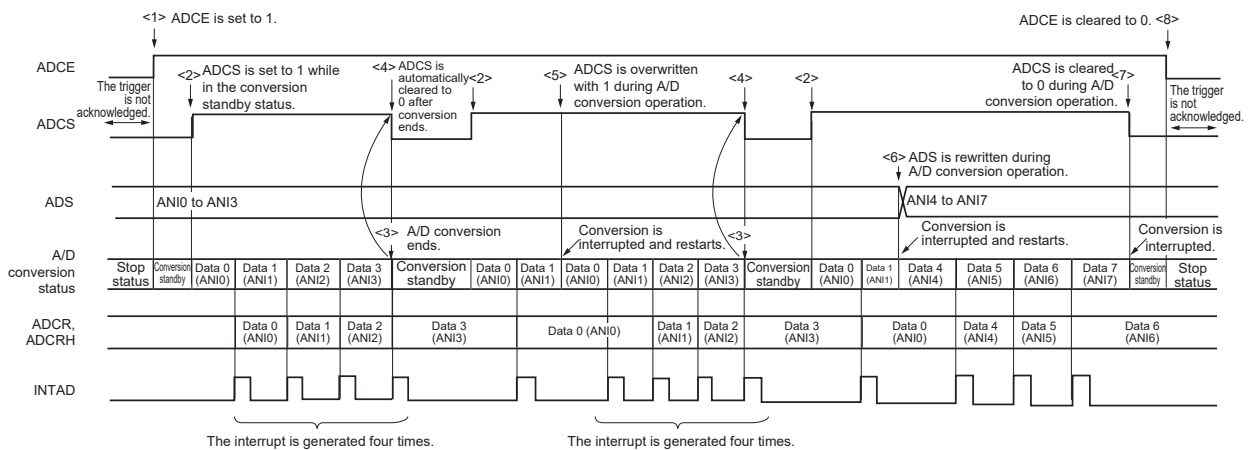 <1> ADCE is set to 1.
ADCE is cleared to 0. <8>
ADCE
The trigger
is not
acknowledged.
<2> ADCS is set to 1 while
in the conversion
standby status.
<4> ADCS is
automatically
cleared to
0 after
conversion
ends.
<2>
<5> ADCS is overwritten
with 1 during A/D
conversion operation.
<4>
<2>
ADCS is cleared <7>
to 0 during A/D
conversion operation.
The trigger
is not
acknowledged.
ADCS
<6> ADS is rewritten during
A/D conversion operation.
ADS
ANI0 to ANI3
ANI4 to ANI7
<3> A/D conversion
ends.
Conversion is
interrupted and restarts.
<3>
Conversion is
interrupted and restarts.
Conversion is
interrupted.
A/D
conversion
status
Stop
status
Conversion
standby
Data 0
(ANI0)
Data 1
(ANI1)
Data 2
(ANI2)
Data 3
(ANI3)
Conversion
standby
Data 0
(ANI0)
Data 1
(ANI1)
Data 0
(ANI0)
Data 1
(ANI1)
Data 2
(ANI2)
Data 3
(ANI3)
Conversion
standby
Data 0
(ANI0)
Data 1
(ANI1)
Data 4
(ANI4)
Data 5
(ANI5)
Data 6
(ANI6)
Data 7
(ANI7)
Conversion
standby
Stop
status
ADCR,
ADCRH
Data 0
(ANI0)
Data 1
(ANI1)
Data 2
(ANI2)
Data 3
(ANI3)
Data 0 (ANI0)
Data 1
(ANI1)
Data 2
(ANI2)
Data 3
(ANI3)
Data 0
(ANI0)
Data 4
(ANI4)
Data 5
(ANI5)
Data 6
(ANI6)
INTAD
The interrupt is generated four times.
The interrupt is generated four times.